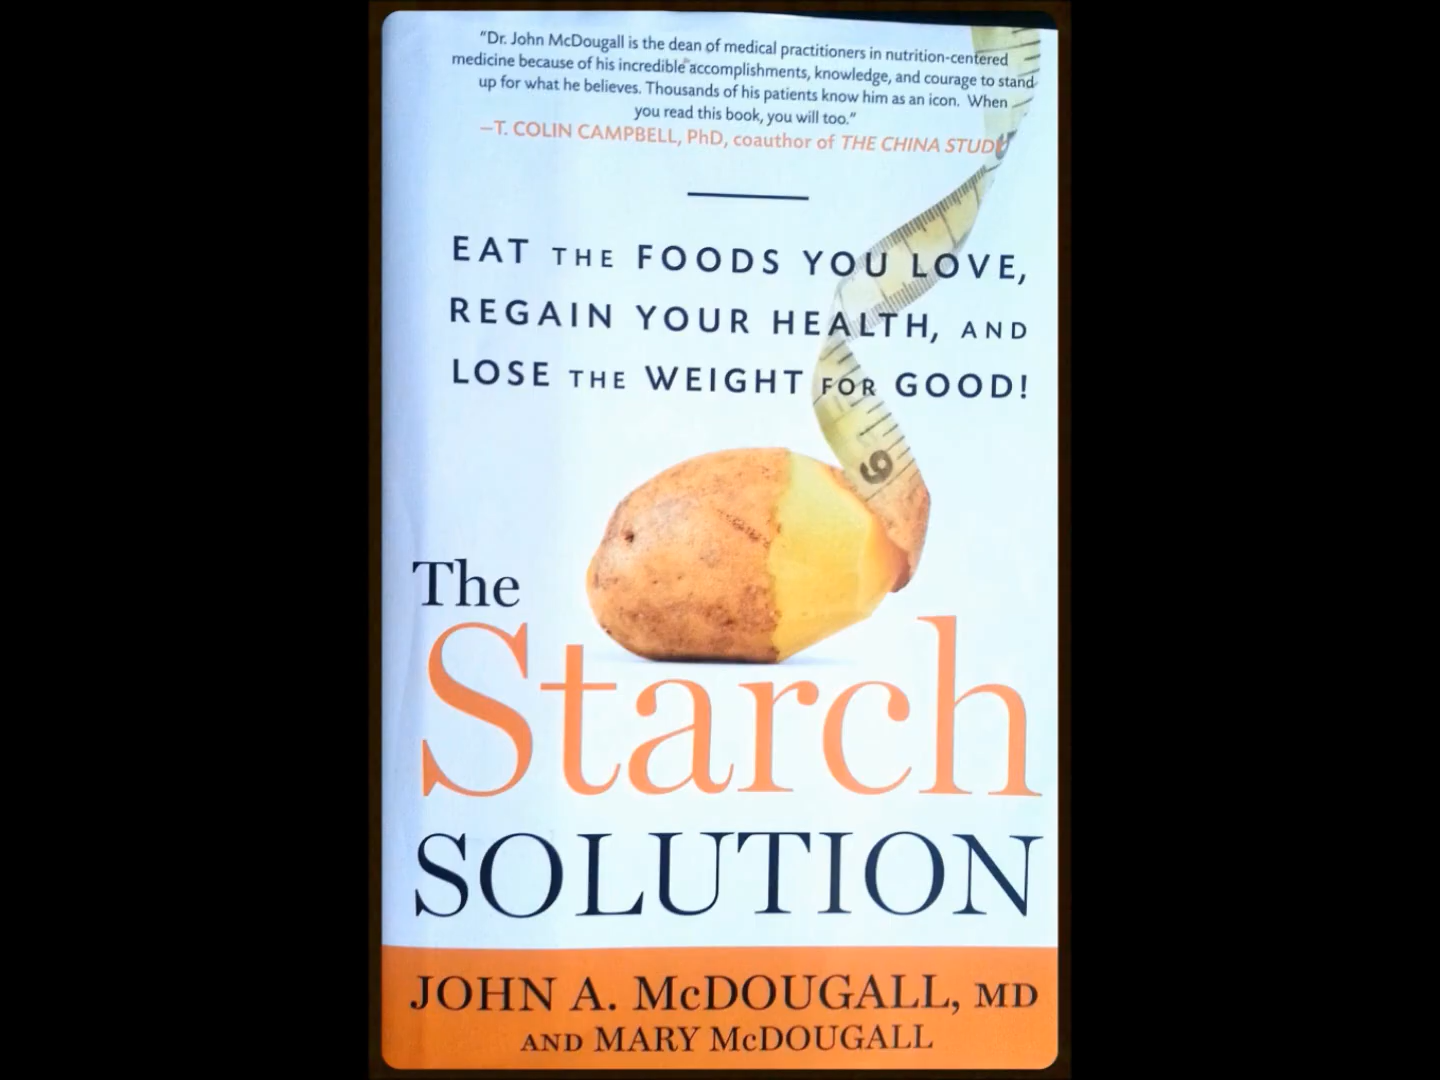 "Dr. John McDougall is the dean of medical practitioners in nutrition-centered
medicine because of his incredible accomplishments, knowledge, and courage to stand
up for what he believes. Thousands of his patients know him as an icon. When
you read this book, you will too."
—T. COLIN CAMPBELL, PhD, coauthor of THE CHINA STUDY
EAT THE FOODS YOU LOVE,
REGAIN YOUR HEALTH, AND
LOSE THE WEIGHT FOR GOOD!
9
The
Starch
SOLUTION
JOHN A. McDOUGALL, MD
AND MARY McDOUGALL